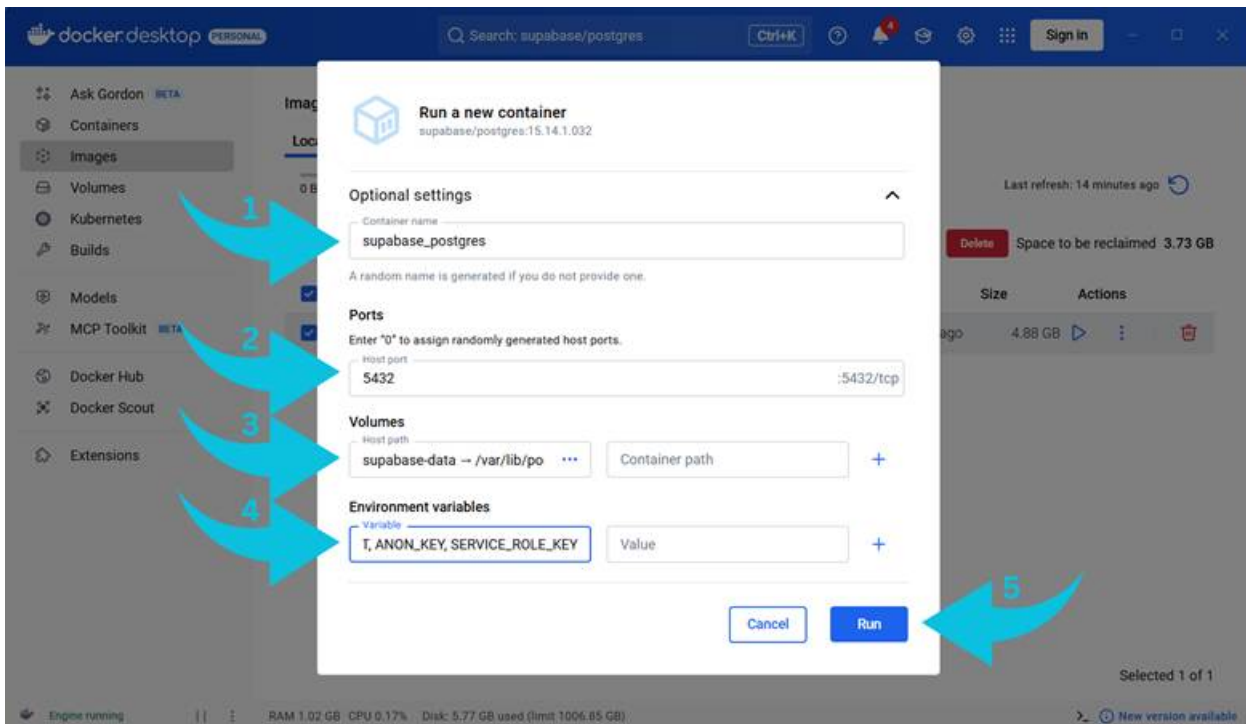 docker.desktop PERSONAL
Search: supabase/postgres
Ctrl+K
4
Sign in
Ask Gordon BETA
Containers
Images
Volumes
Kubernetes
Builds
Models
MCP Toolkit BETA
Docker Hub
Docker Scout
Extensions
Last refresh: 14 minutes ago
Delete
Space to be reclaimed 3.73 GB
Size
Actions
ago
4.88 GB
Selected 1 of 1
Run a new container
supabase/postgres:15.14.1.032
Optional settings
1
Container name
supabase_postgres
A random name is generated if you do not provide one.
Ports
Enter "0" to assign randomly generated host ports.
2
Host port
5432
:5432/tcp
Volumes
3
Host path
supabase-data → /var/lib/po
Container path
Environment variables
4
Variable
T, ANON_KEY, SERVICE_ROLE_KEY
Value
5
Cancel
Run
Engine running
RAM 1.02 GB CPU 0.17% Disk: 5.77 GB used (limit 1006.85 GB)
New version available